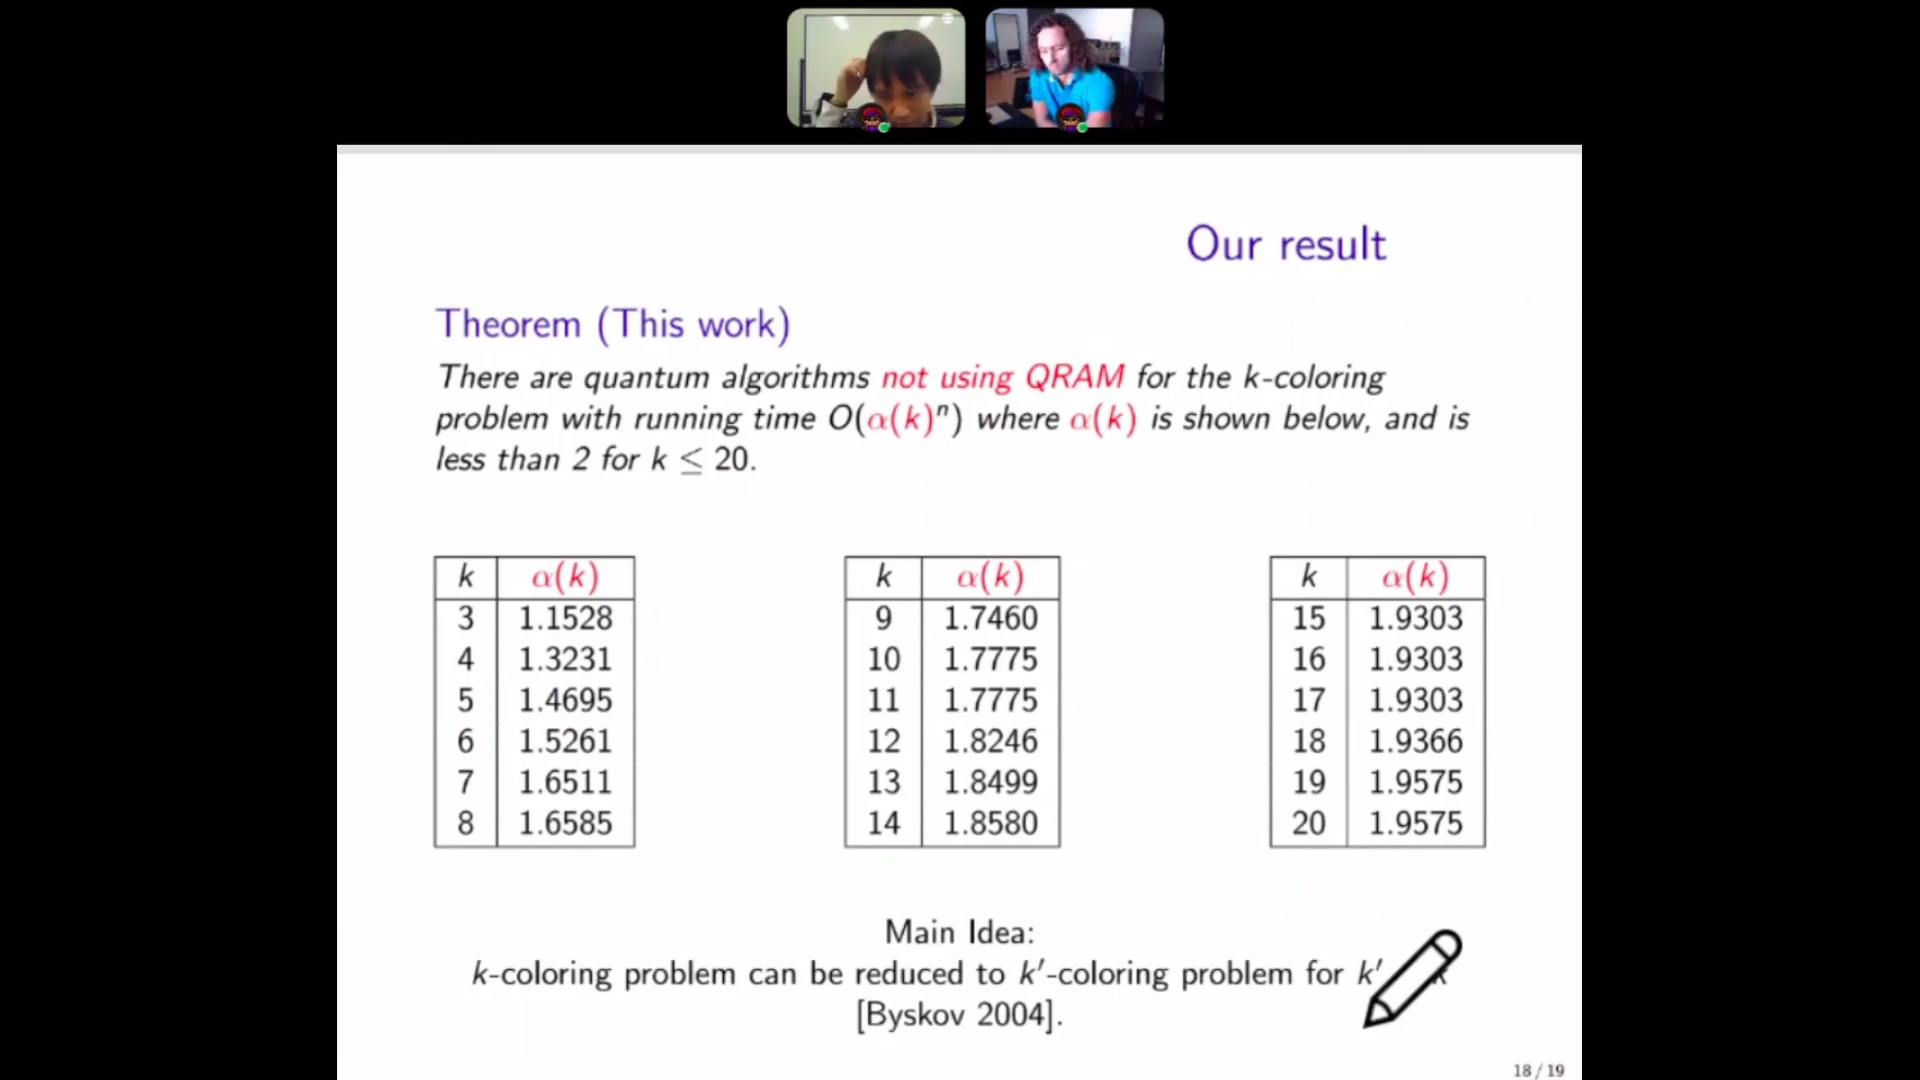 Our result
Theorem (This work)
There are quantum algorithms not using QRAM for the k-coloring
problem with running time O(α(k)ⁿ) where α(k) is shown below, and is
less than 2 for k ≤ 20.
k α(k)
3 1.1528
4 1.3231
5 1.4695
6 1.5261
7 1.6511
8 1.6585
k α(k)
9 1.7460
10 1.7775
11 1.7775
12 1.8246
13 1.8499
14 1.8580
k α(k)
15 1.9303
16 1.9303
17 1.9303
18 1.9366
19 1.9575
20 1.9575
Main Idea:
k-coloring problem can be reduced to k′-coloring problem for k′
[Byskov 2004].
18 / 19